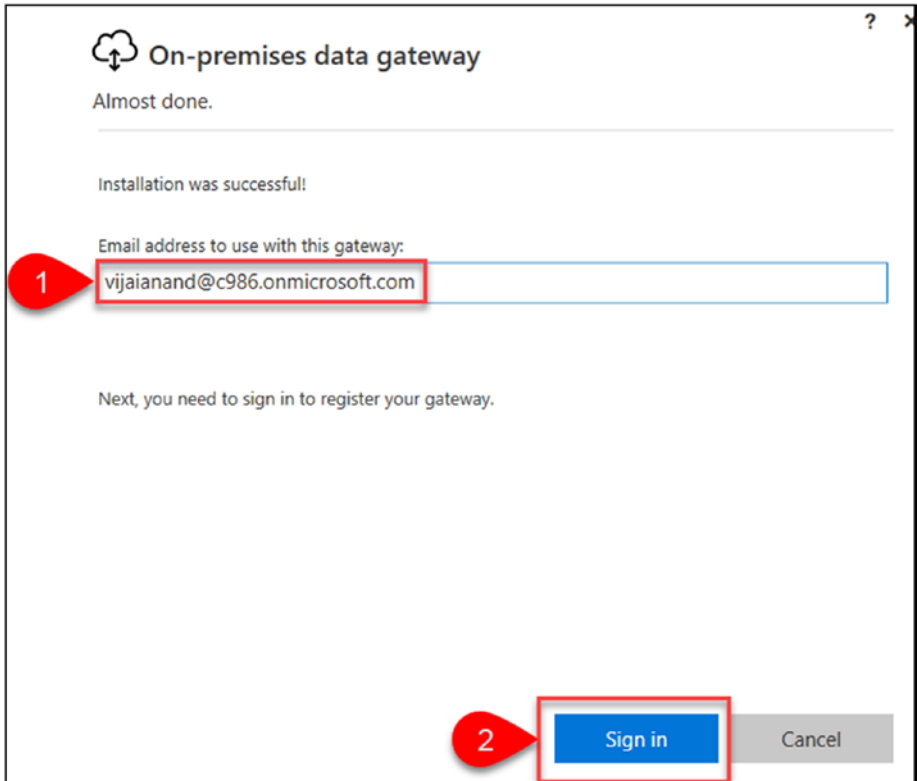 ?
On-premises data gateway
Almost done.
Installation was successful!
Email address to use with this gateway:
1
vijaianand@c986.onmicrosoft.com
Next, you need to sign in to register your gateway.
2
Sign in
Cancel